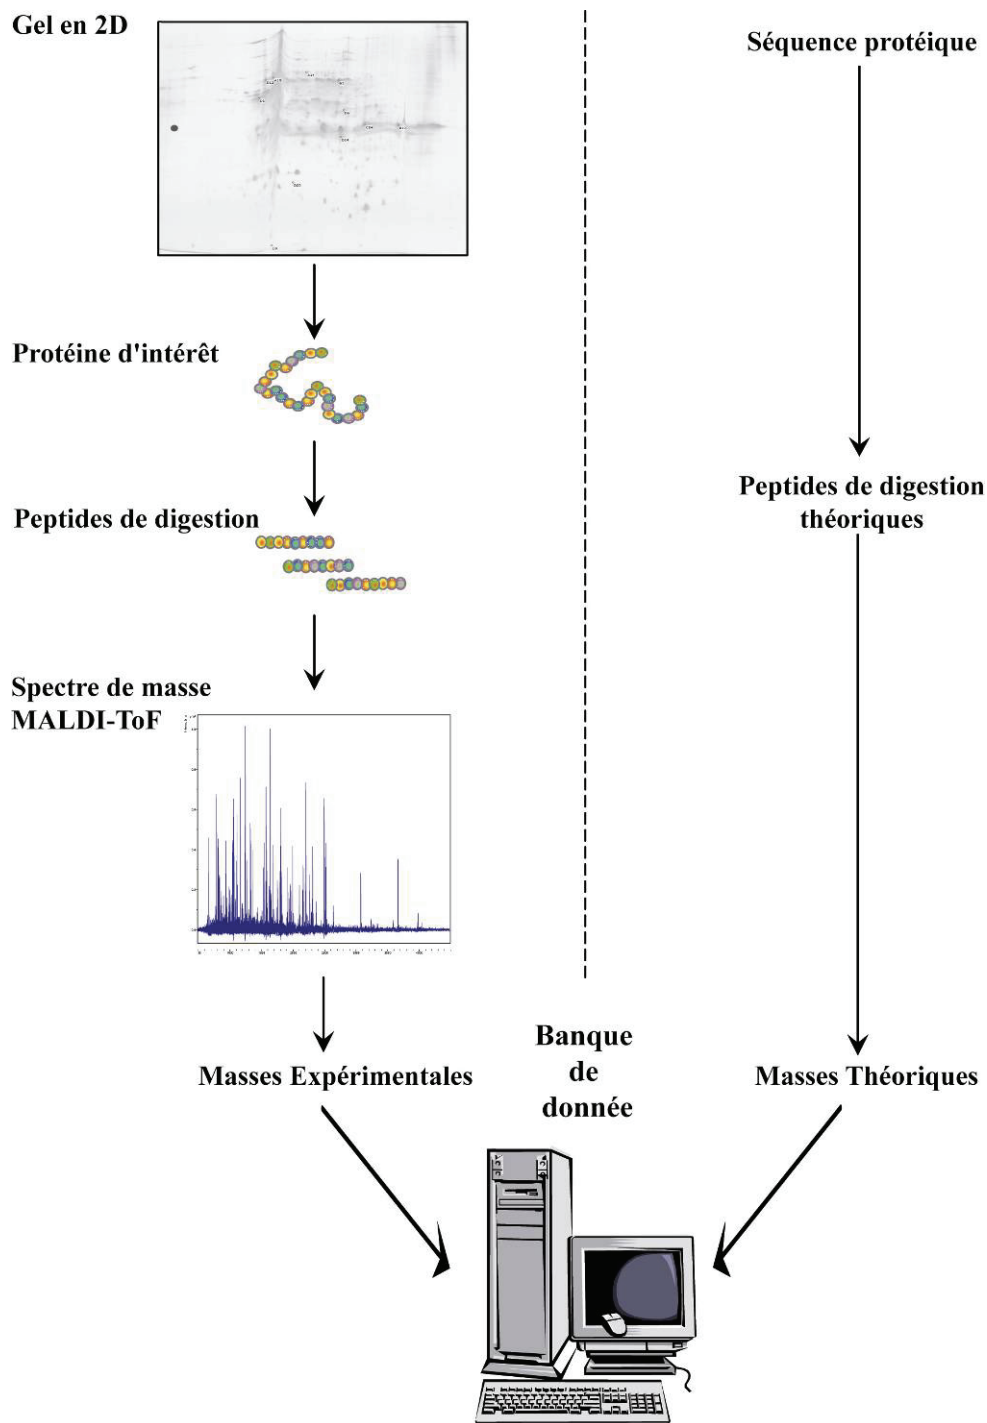 Gel en 2D
Protéine d'intérêt
Peptides de digestion
Spectre de masse
MALDI-ToF
Masses Expérimentales
Séquence protéique
Peptides de digestion
théoriques
Masses Théoriques
Banque
de
donnée